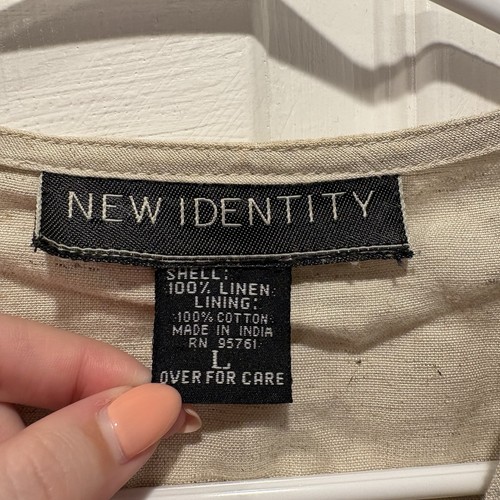 NEW IDENTITY
SHELL:
100% LINEN
LINING:
100% COTTON
MADE IN INDIA
RN 95761
L
OVER FOR CARE